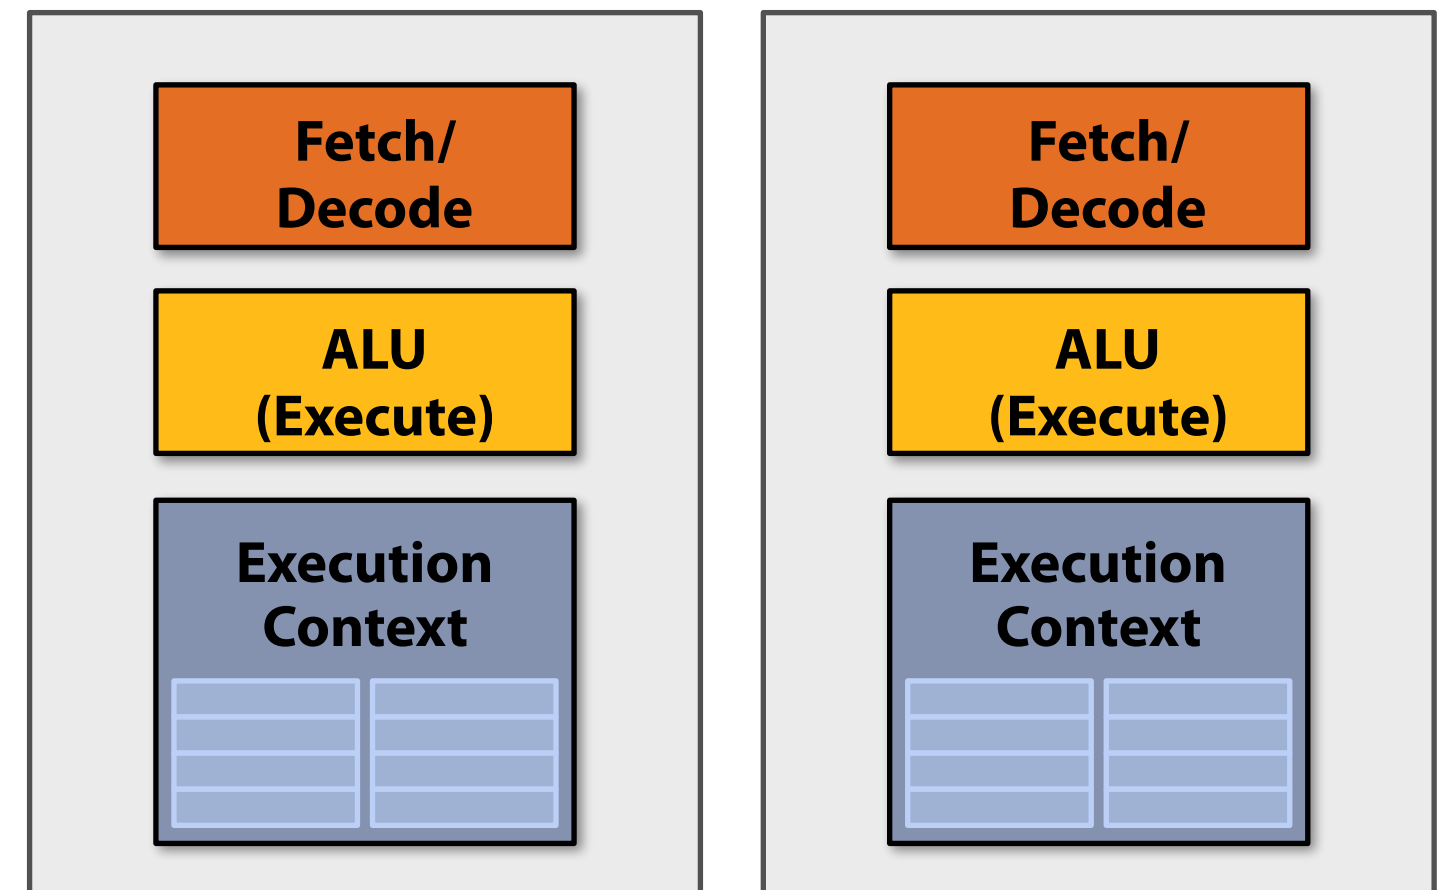 Fetch/
Decode
ALU
(Execute)
Execution
Context
Fetch/
Decode
ALU
(Execute)
Execution
Context